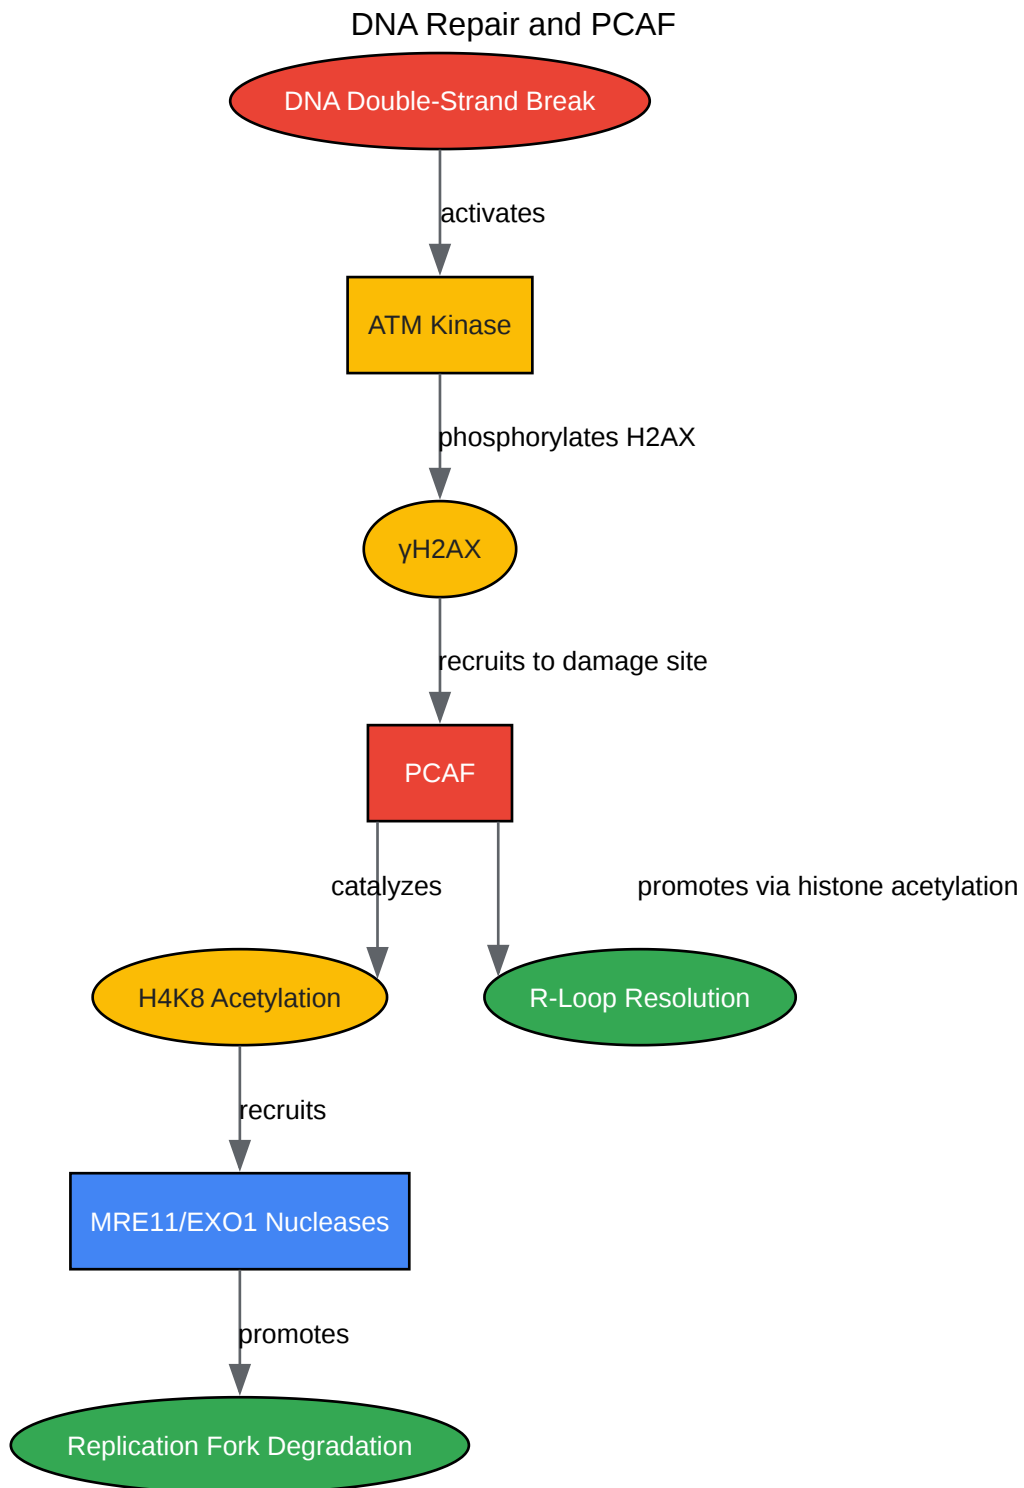 DNA Repair and PCAF
DNA Double-Strand Break
activates
ATM Kinase
phosphorylates H2AX
γH2AX
recruits to damage site
PCAF
catalyzes
promotes via histone acetylation
H4K8 Acetylation
R-Loop Resolution
recruits
MRE11/EXO1 Nucleases
promotes
Replication Fork Degradation